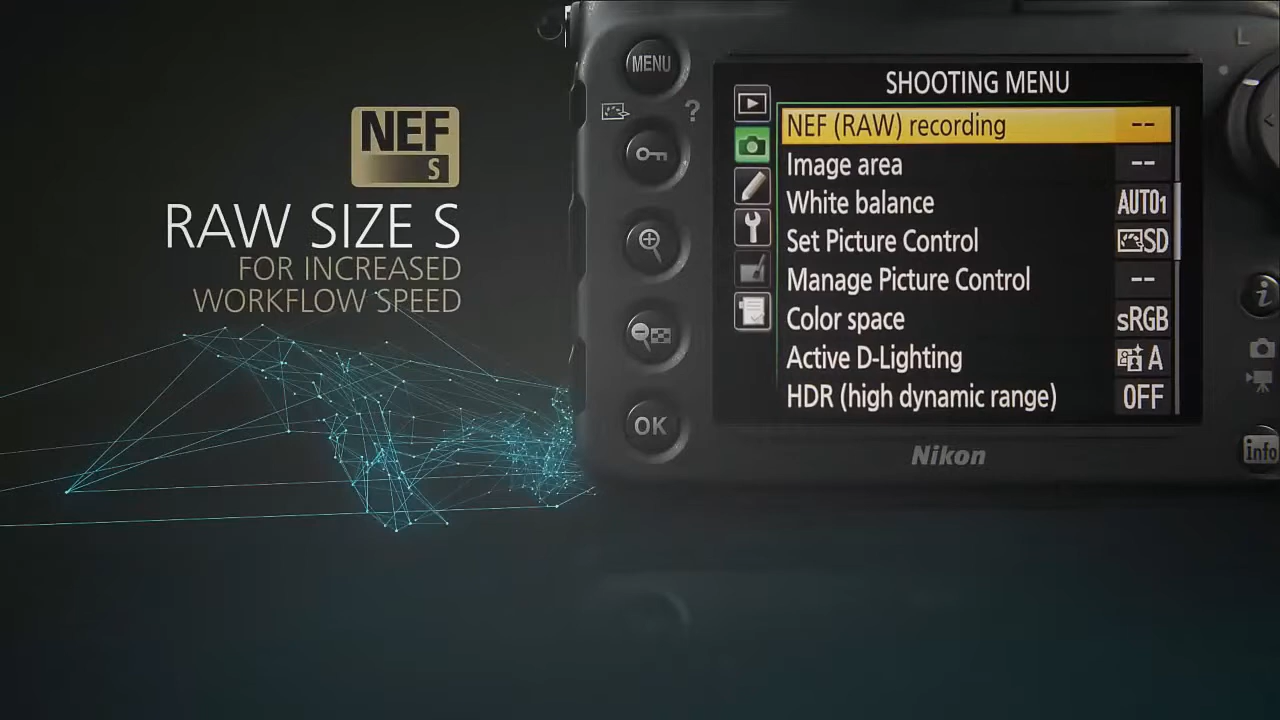 NEF
S
RAW SIZE S
FOR INCREASED
WORKFLOW SPEED
MENU
?
OK
SHOOTING MENU
NEF (RAW) recording --
Image area --
White balance AUTO1
Set Picture Control SD
Manage Picture Control --
Color space sRGB
Active D-Lighting A
HDR (high dynamic range) OFF
Nikon
L
i
info